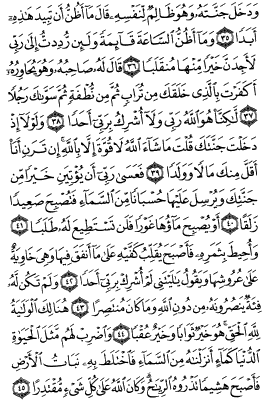 وَدَخَلَ جَنَّتَهُۥ وَهُوَ ظَالِمٌ لِّنَفْسِهِۦ قَالَ مَآ أَظُنُّ أَن تَبِيدَ هَٰذِهِۦٓ
أَبَدًا ٣٥ وَمَآ أَظُنُّ ٱلسَّاعَةَ قَآئِمَةً وَلَئِن رُّدِدتُّ إِلَىٰ رَبِّى
لَأَجِدَنَّ خَيْرًا مِّنْهَا مُنقَلَبًا ٣٦ قَالَ لَهُۥ صَاحِبُهُۥ وَهُوَ يُحَاوِرُهُۥٓ
أَكَفَرْتَ بِٱلَّذِى خَلَقَكَ مِن تُرَابٍ ثُمَّ مِن نُّطْفَةٍ ثُمَّ سَوَّىٰكَ رَجُلًا
٣٧ لَّٰكِنَّا۠ هُوَ ٱللَّهُ رَبِّى وَلَآ أُشْرِكُ بِرَبِّىٓ أَحَدًا ٣٨ وَلَوْلَآ إِذْ
دَخَلْتَ جَنَّتَكَ قُلْتَ مَا شَآءَ ٱللَّهُ لَا قُوَّةَ إِلَّا بِٱللَّهِ إِن تَرَنِ أَنَا۠
أَقَلَّ مِنكَ مَالًا وَوَلَدًا ٣٩ فَعَسَىٰ رَبِّىٓ أَن يُؤْتِيَنِ خَيْرًا مِّن
جَنَّتِكَ وَيُرْسِلَ عَلَيْهَا حُسْبَانًا مِّنَ ٱلسَّمَآءِ فَتُصْبِحَ صَعِيدًا
زَلَقًا ٤٠ أَوْ يُصْبِحَ مَآؤُهَا غَوْرًا فَلَن تَسْتَطِيعَ لَهُۥ طَلَبًا ٤١
وَأُحِيطَ بِثَمَرِهِۦ فَأَصْبَحَ يُقَلِّبُ كَفَّيْهِ عَلَىٰ مَآ أَنفَقَ فِيهَا وَهِىَ خَاوِيَةٌ
عَلَىٰ عُرُوشِهَا وَيَقُولُ يَٰلَيْتَنِى لَمْ أُشْرِكْ بِرَبِّىٓ أَحَدًا ٤٢ وَلَمْ تَكُن لَّهُۥ
فِئَةٌ يَنصُرُونَهُۥ مِن دُونِ ٱللَّهِ وَمَا كَانَ مُنتَصِرًا ٤٣ هُنَالِكَ ٱلْوَلَٰيَةُ
لِلَّهِ ٱلْحَقِّ هُوَ خَيْرٌ ثَوَابًا وَخَيْرٌ عُقْبًا ٤٤ وَٱضْرِبْ لَهُم مَّثَلَ ٱلْحَيَوٰةِ
ٱلدُّنْيَا كَمَآءٍ أَنزَلْنَٰهُ مِنَ ٱلسَّمَآءِ فَٱخْتَلَطَ بِهِۦ نَبَاتُ ٱلْأَرْضِ
فَأَصْبَحَ هَشِيمًا تَذْرُوهُ ٱلرِّيَٰحُ وَكَانَ ٱللَّهُ عَلَىٰ كُلِّ شَىْءٍ مُّقْتَدِرًا ٤٥